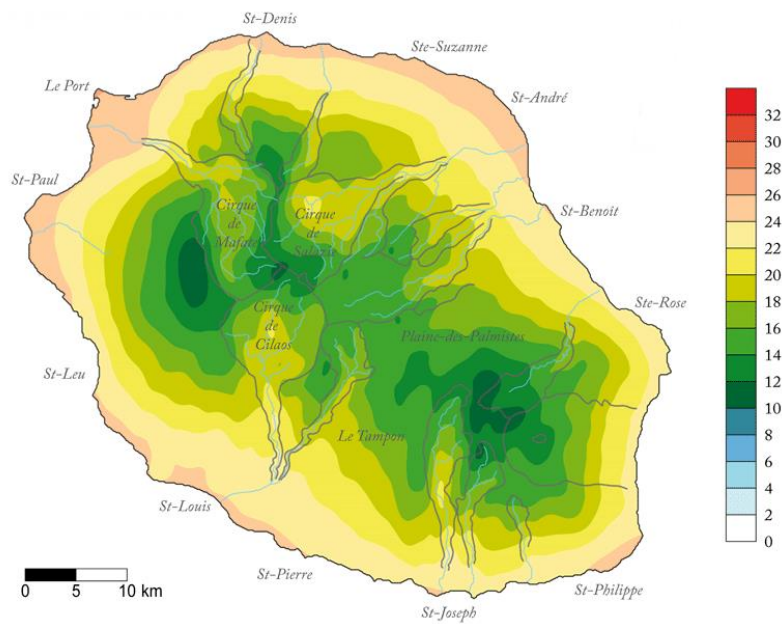 St-Denis
Ste-Suzanne
Le Port
St-André
St-Paul
Cirque
de
Mafate
Cirque
de
Salazie
St-Benoit
Ste-Rose
Cirque
de
Cilaos
Plaine-des-Palmistes
St-Leu
Le Tampon
St-Louis
St-Pierre
St-Philippe
St-Joseph
0 5 10 km
32
30
28
26
24
22
20
18
16
14
12
10
8
6
4
2
0